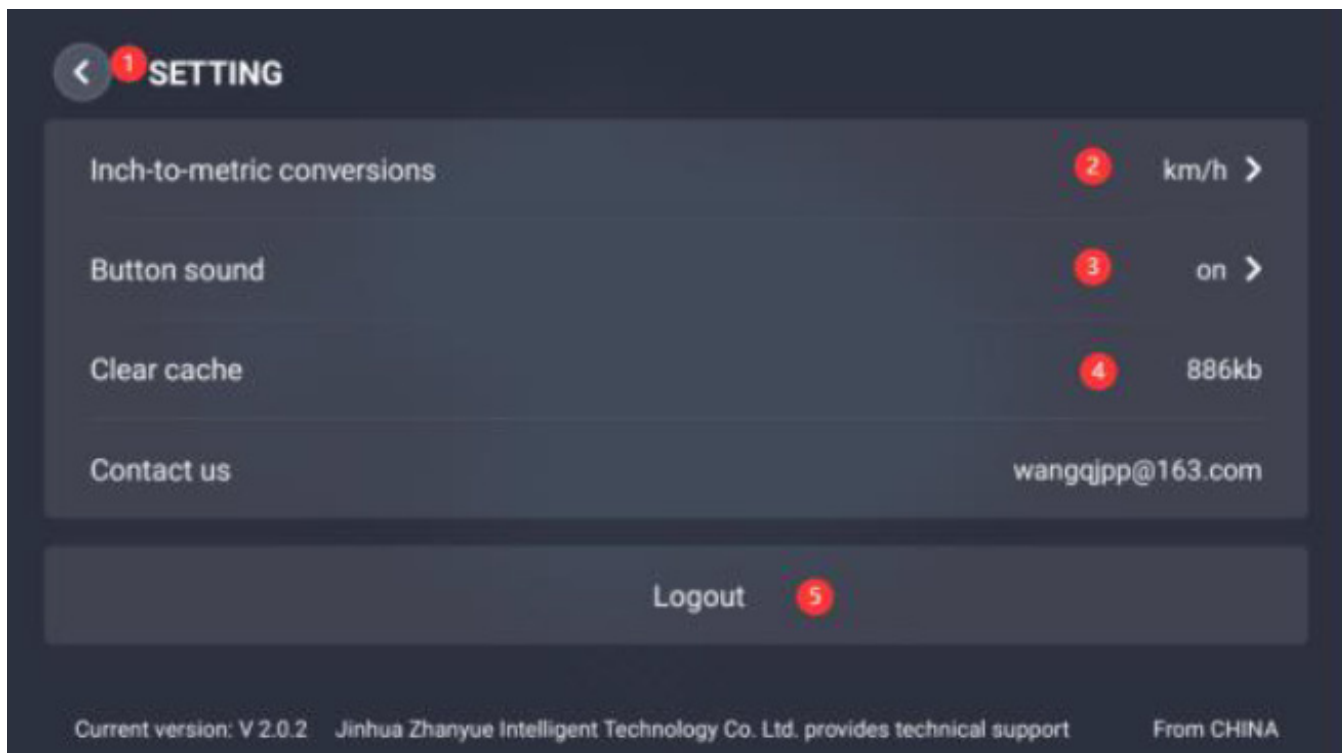 1 SETTING
Inch-to-metric conversions 2 km/h
Button sound 3 on
Clear cache 4 886kb
Contact us wangqjpp@163.com
Logout 5
Current version: V 2.0.2 Jinhua Zhanyue Intelligent Technology Co. Ltd. provides technical support From CHINA